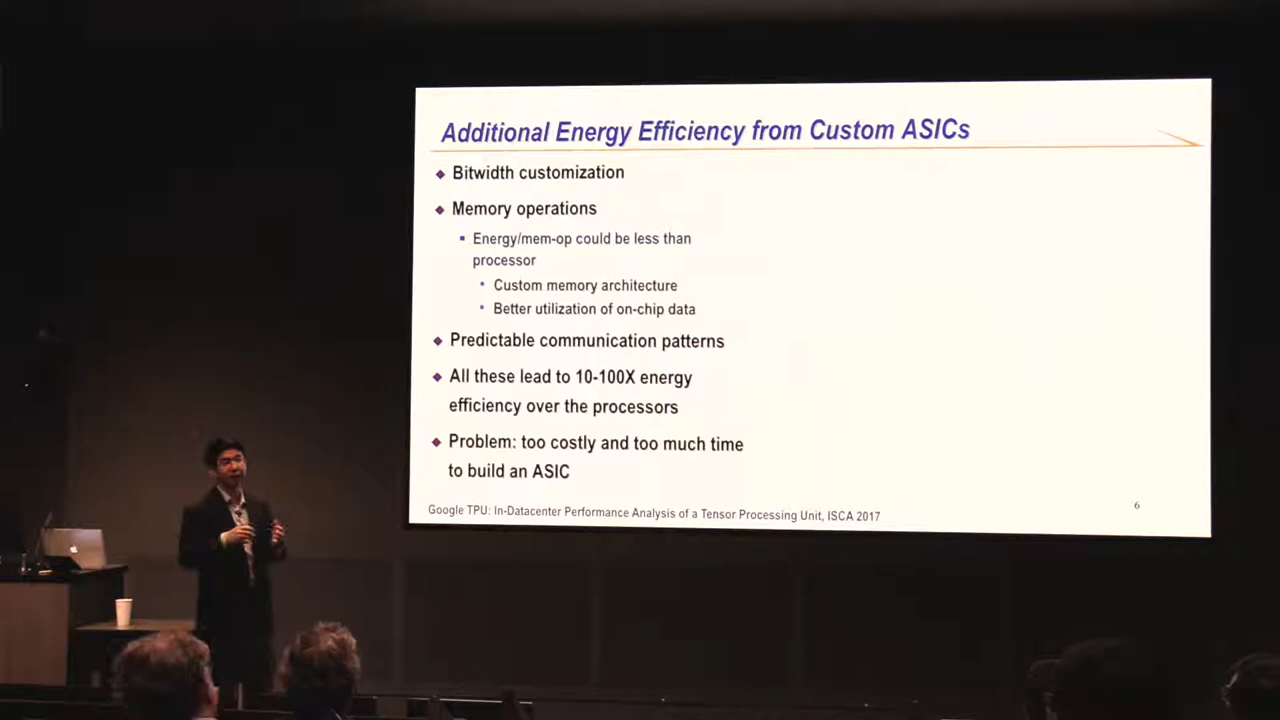 Additional Energy Efficiency from Custom ASICs
Bitwidth customization
Memory operations
Energy/mem-op could be less than
processor
Custom memory architecture
Better utilization of on-chip data
Predictable communication patterns
All these lead to 10-100X energy
efficiency over the processors
Problem: too costly and too much time
to build an ASIC
Google TPU: In-Datacenter Performance Analysis of a Tensor Processing Unit, ISCA 2017
6